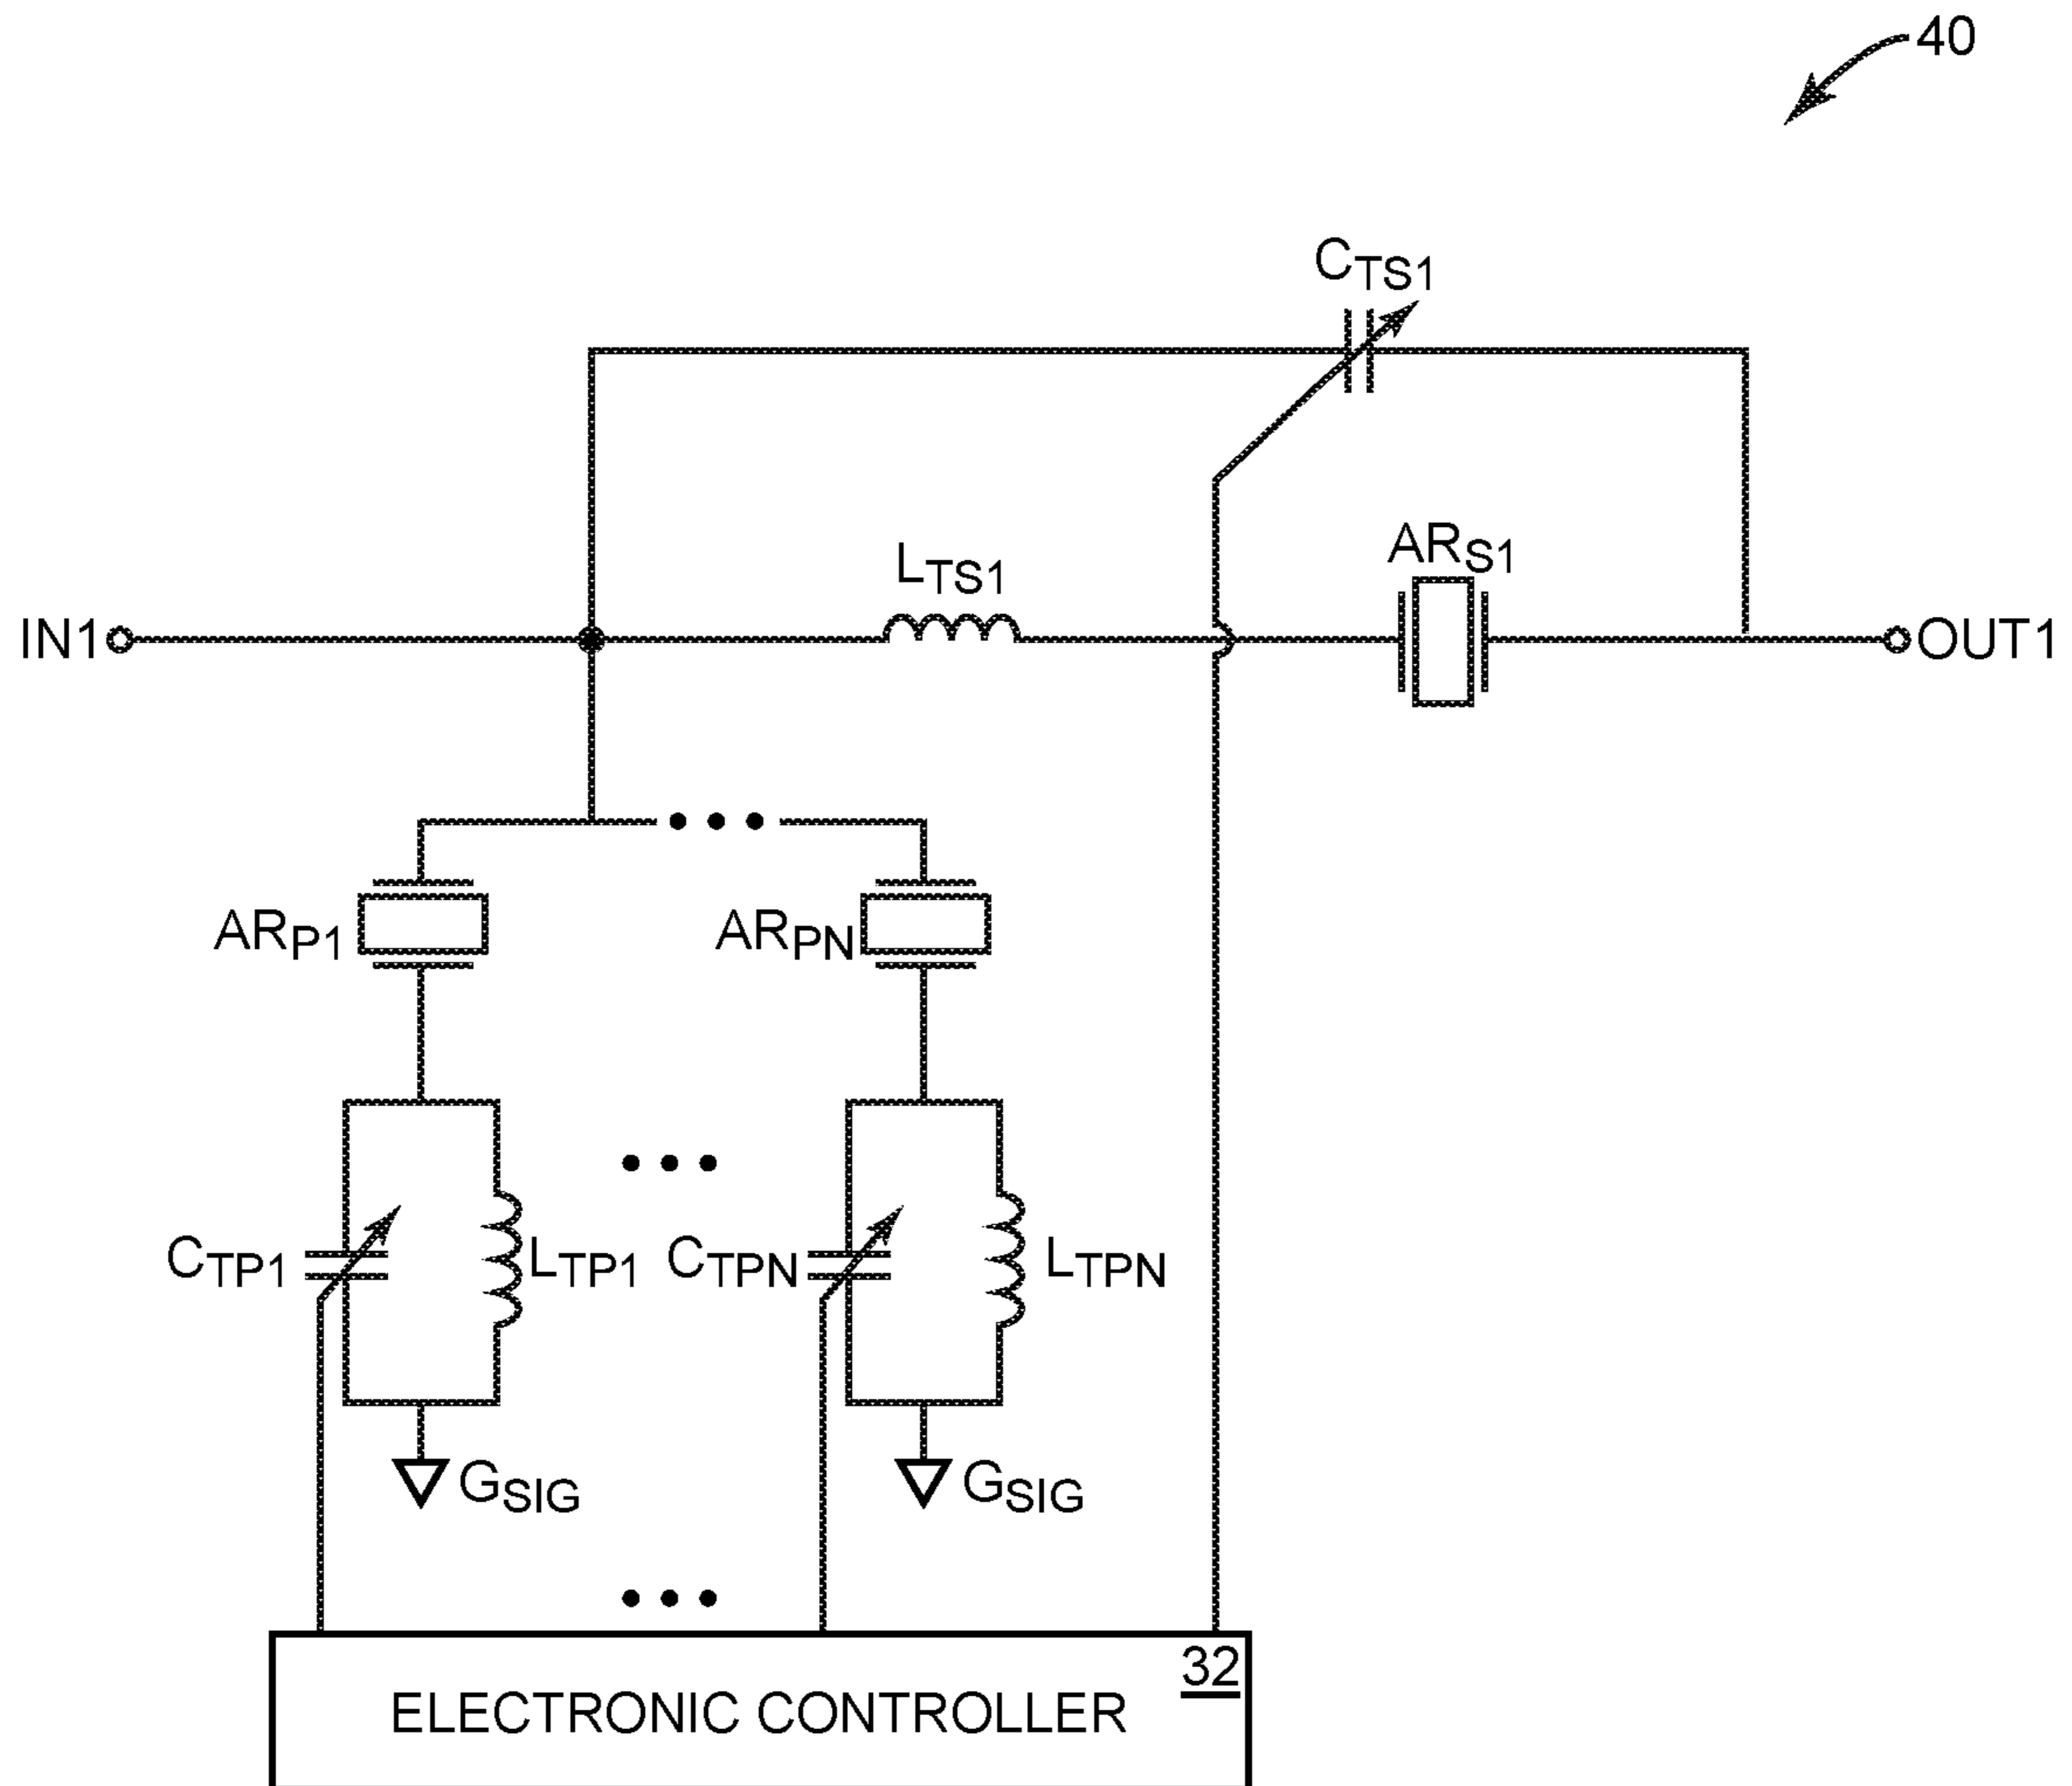 40
CTS1
LTS1
ARS1
IN1
OUT1
ARP1
ARPN
CTP1
LTP1
CTPN
LTPN
GSIG
GSIG
32
ELECTRONIC CONTROLLER